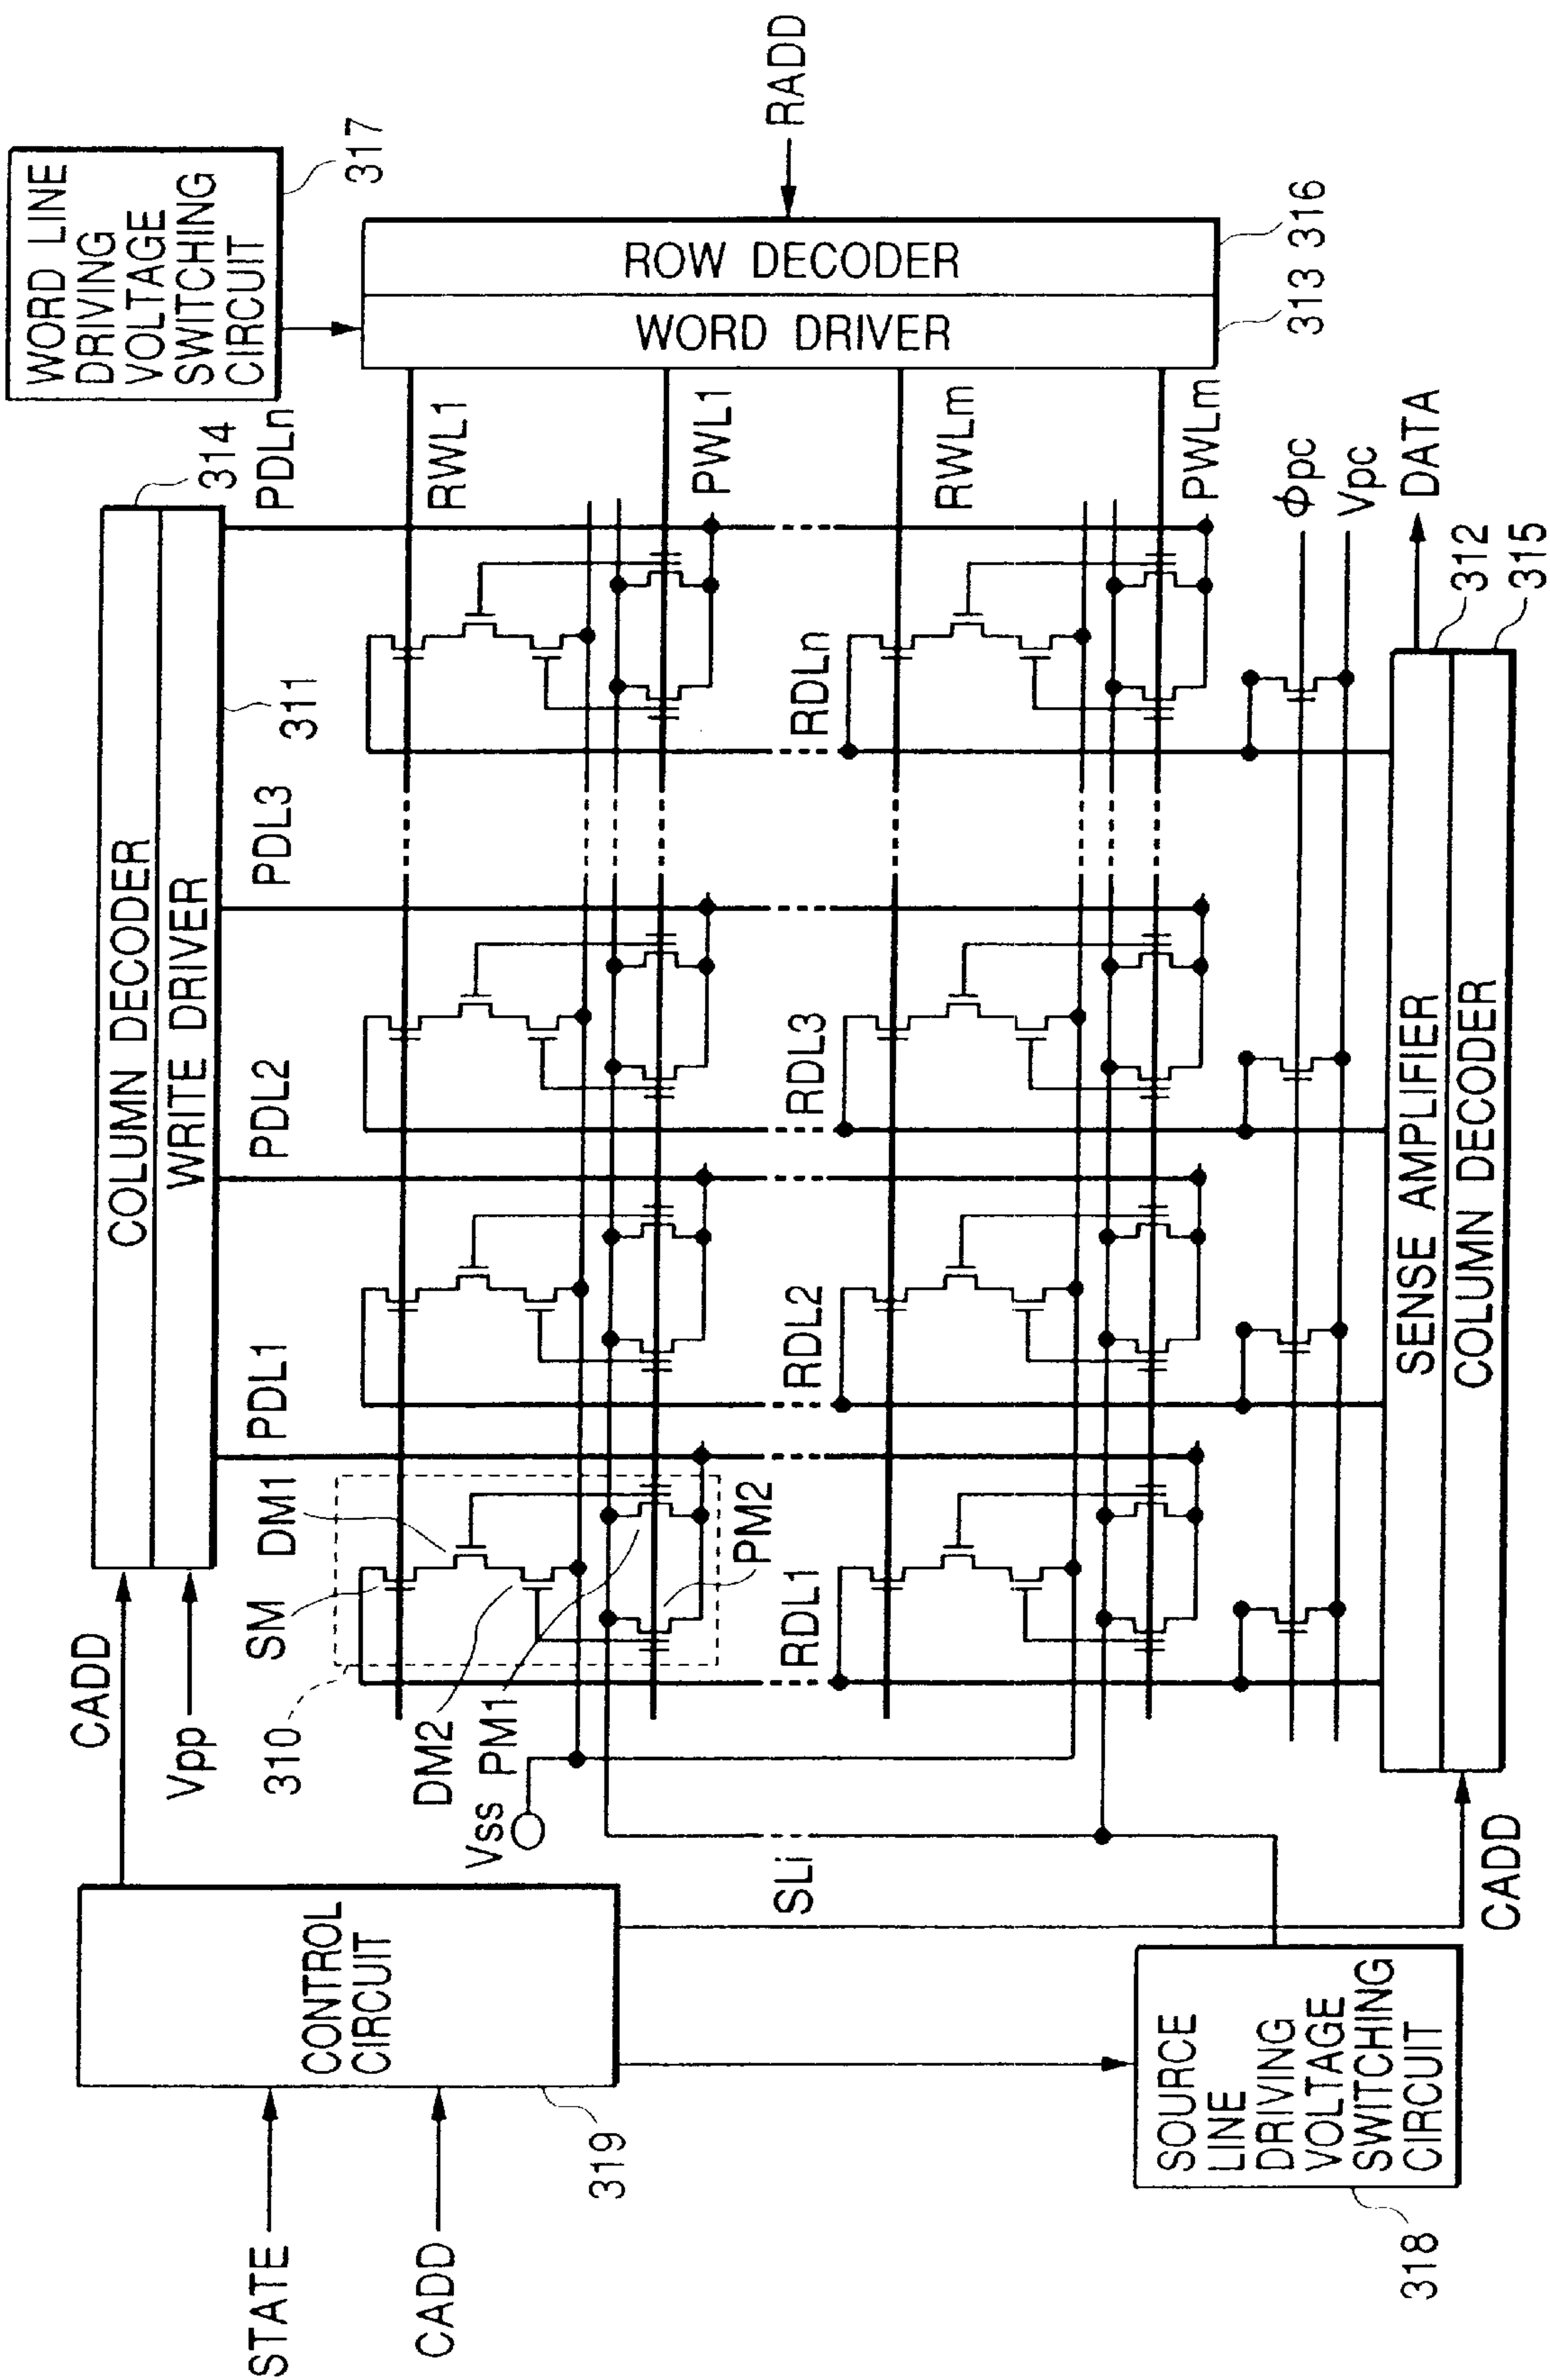 WORD LINE
DRIVING
VOLTAGE
SWITCHING
CIRCUIT
317
COLUMN DECODER
WRITE DRIVER
314
311
ROW DECODER
WORD DRIVER
RADD
316
313
CADD
Vpp
PDL1
PDL2
PDL3
PDLn
RWL1
PWL1
RWLm
PWLm
SM
DM1
310
DM2
PM1
PM2
Vss
RDL1
RDL2
RDL3
RDLn
SLi
ϕpc
Vpc
DATA
312
315
SENSE AMPLIFIER
COLUMN DECODER
CADD
STATE
CADD
CONTROL
CIRCUIT
319
SOURCE
LINE
DRIVING
VOLTAGE
SWITCHING
CIRCUIT
318